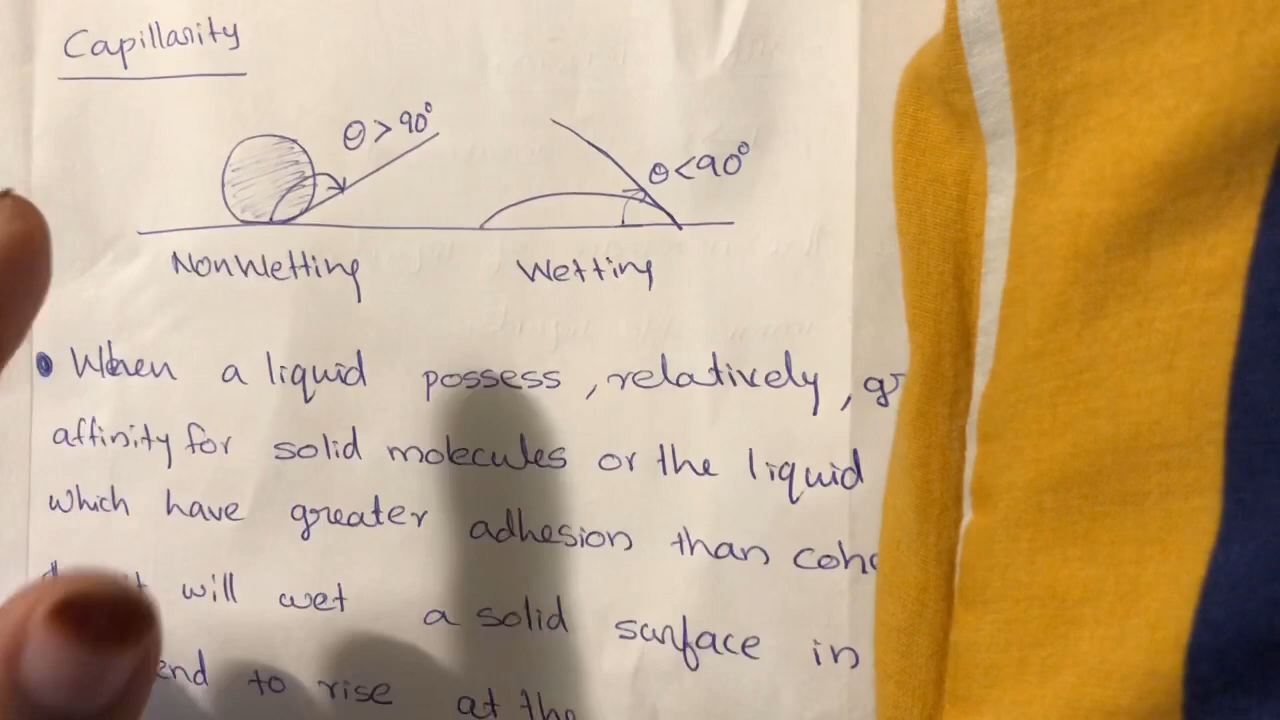 Capillarity
θ > 90°
θ < 90°
NonWetting
Wetting
• When a liquid possess, relatively,
affinity for solid molecules or the liquid
which have greater adhesion than
will wet a solid surface in
to rise at the